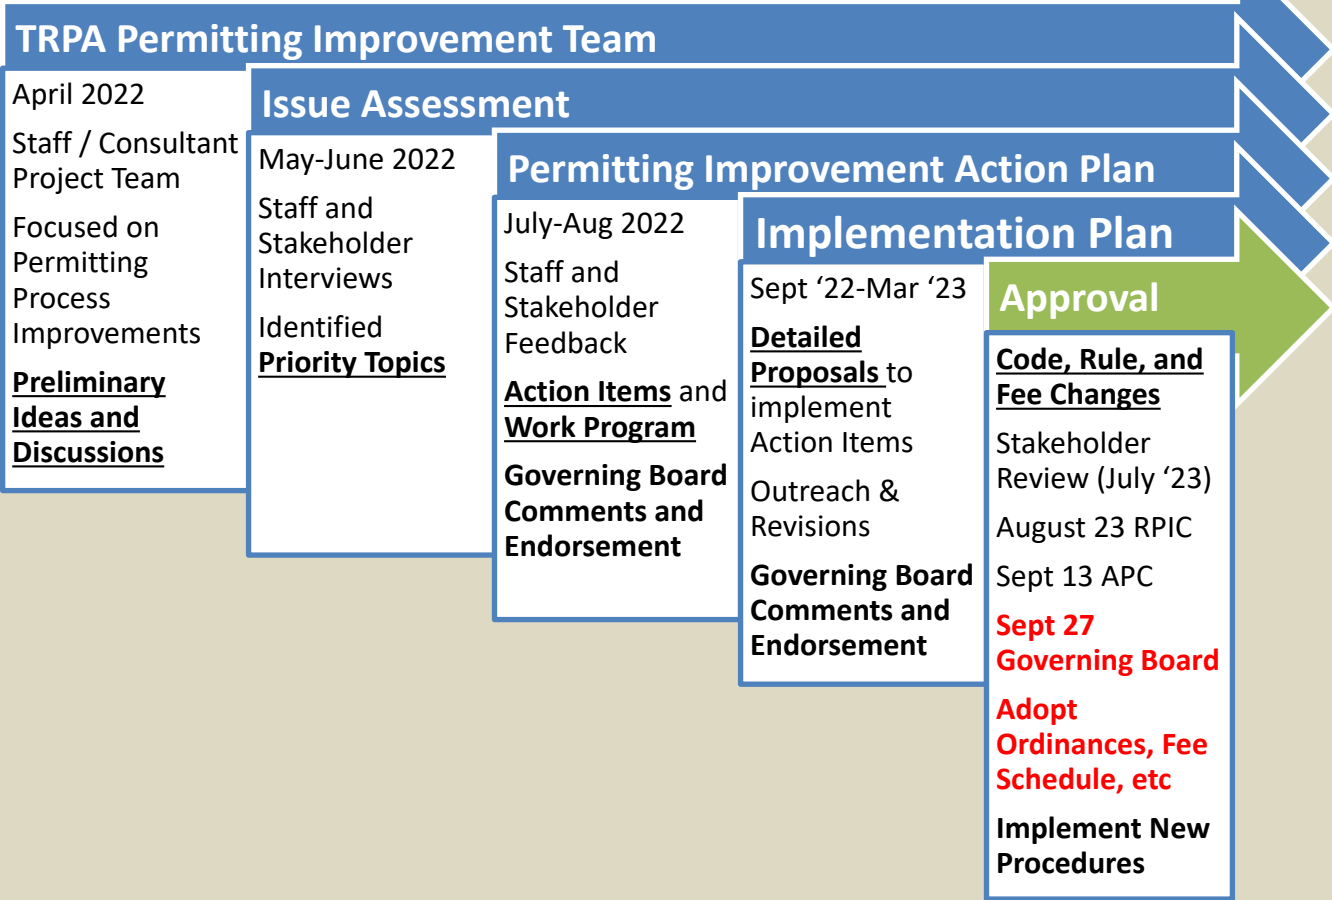 TRPA Permitting Improvement Team
April 2022
Staff / Consultant
Project Team
Focused on
Permitting
Process
Improvements
Preliminary
Ideas and
Discussions
Issue Assessment
May-June 2022
Staff and
Stakeholder
Interviews
Identified
Priority Topics
Permitting Improvement Action Plan
July-Aug 2022
Staff and
Stakeholder
Feedback
Action Items and
Work Program
Governing Board
Comments and
Endorsement
Implementation Plan
Sept ‘22-Mar ‘23
Detailed
Proposals to
implement
Action Items
Outreach &
Revisions
Governing Board
Comments and
Endorsement
Approval
Code, Rule, and
Fee Changes
Stakeholder
Review (July ‘23)
August 23 RPIC
Sept 13 APC
Sept 27
Governing Board
Adopt
Ordinances, Fee
Schedule, etc
Implement New
Procedures